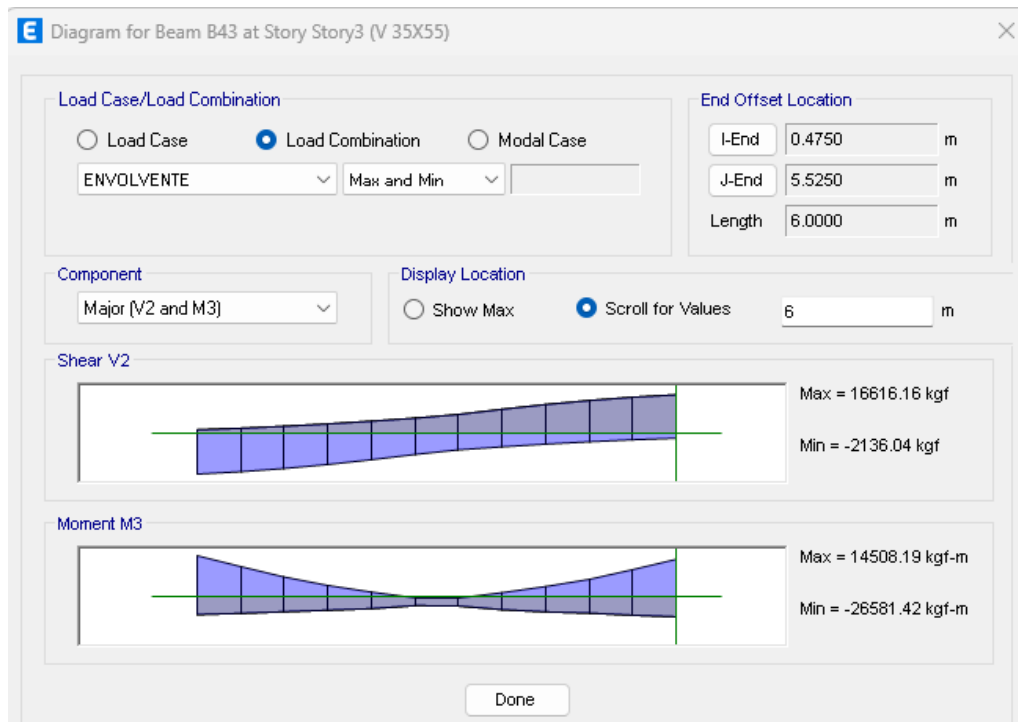 E Diagram for Beam B43 at Story Story3 (V 35X55)
Load Case/Load Combination
Load Case Load Combination Modal Case
ENVOLVENTE Max and Min
End Offset Location
I-End 0.4750 m
J-End 5.5250 m
Length 6.0000 m
Component
Major (V2 and M3)
Display Location
Show Max Scroll for Values 6 m
Shear V2
Max = 16616.16 kgf
Min = -2136.04 kgf
Moment M3
Max = 14508.19 kgf-m
Min = -26581.42 kgf-m
Done